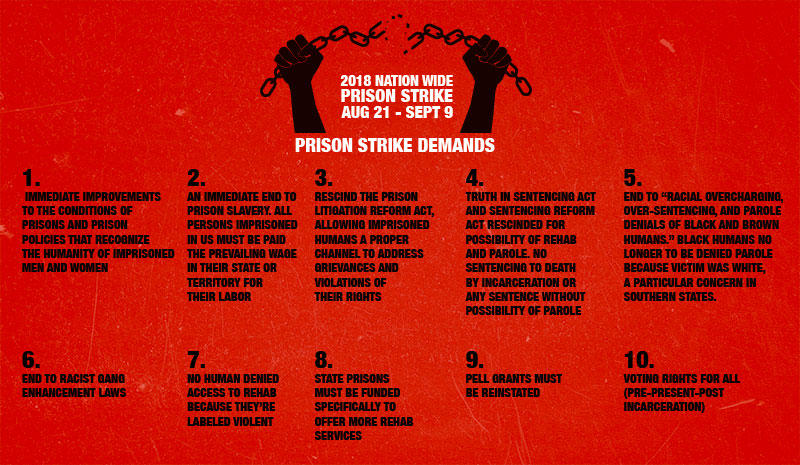 2018 NATION WIDE
PRISON STRIKE
AUG 21 - SEPT 9
PRISON STRIKE DEMANDS
1.
IMMEDIATE IMPROVEMENTS
TO THE CONDITIONS OF
PRISONS AND PRISON
POLICIES THAT RECOGNIZE
THE HUMANITY OF IMPRISONED
MEN AND WOMEN
2.
AN IMMEDIATE END TO
PRISON SLAVERY. ALL
PERSONS IMPRISONED
IN US MUST BE PAID
THE PREVAILING WAGE
IN THEIR STATE OR
TERRITORY FOR
THEIR LABOR
3.
RESCIND THE PRISON
LITIGATION REFORM ACT,
ALLOWING IMPRISONED
HUMANS A PROPER
CHANNEL TO ADDRESS
GRIEVANCES AND
VIOLATIONS OF
THEIR RIGHTS
4.
TRUTH IN SENTENCING ACT
AND SENTENCING REFORM
ACT RESCINDED FOR
POSSIBILITY OF REHAB
AND PAROLE. NO
SENTENCING TO DEATH
BY INCARCERATION OR
ANY SENTENCE WITHOUT
POSSIBILITY OF PAROLE
5.
END TO “RACIAL OVERCHARGING,
OVER-SENTENCING, AND PAROLE
DENIALS OF BLACK AND BROWN
HUMANS.” BLACK HUMANS NO
LONGER TO BE DENIED PAROLE
BECAUSE VICTIM WAS WHITE,
A PARTICULAR CONCERN IN
SOUTHERN STATES.
6.
END TO RACIST GANG
ENHANCEMENT LAWS
7.
NO HUMAN DENIED
ACCESS TO REHAB
BECAUSE THEY'RE
LABELED VIOLENT
8.
STATE PRISONS
MUST BE FUNDED
SPECIFICALLY TO
OFFER MORE REHAB
SERVICES
9.
PELL GRANTS MUST
BE REINSTATED
10.
VOTING RIGHTS FOR ALL
(PRE-PRESENT-POST
INCARCERATION)